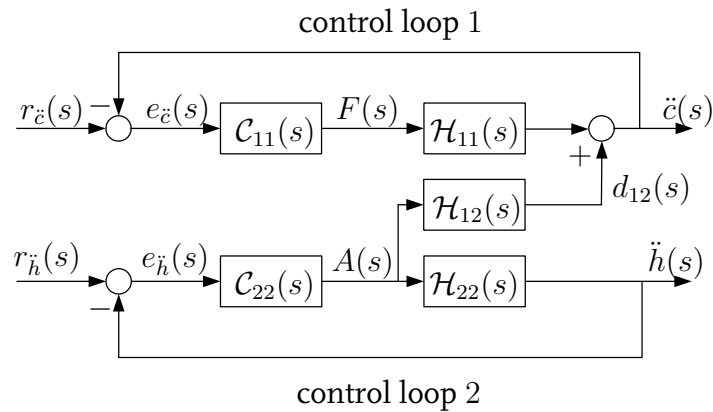 control loop 1
r_c̈(s) − e_c̈(s) C₁₁(s) F(s) H₁₁(s) c̈(s)
+
H₁₂(s) d₁₂(s)
r_ḧ(s) e_ḧ(s) C₂₂(s) A(s) H₂₂(s) ḧ(s)
−
control loop 2